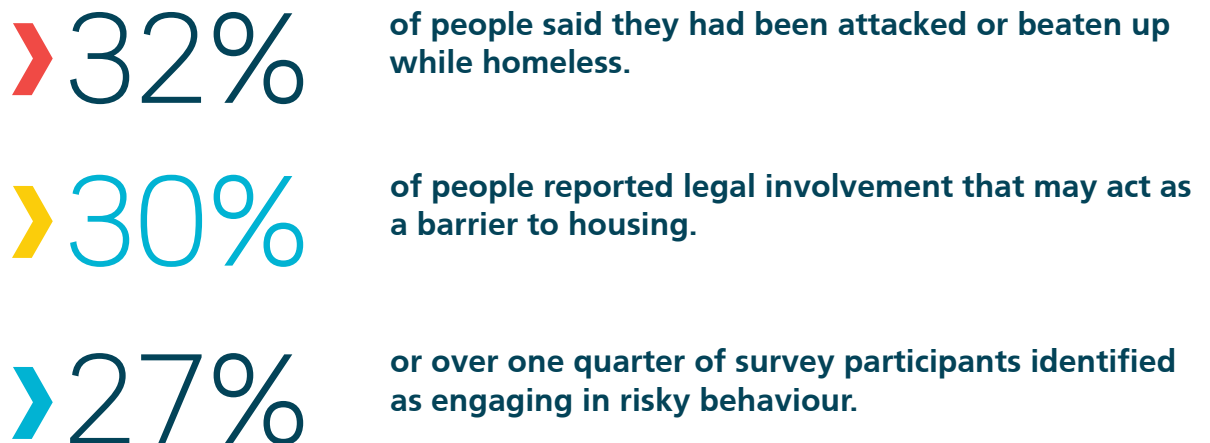 32%
of people said they had been attacked or beaten up
while homeless.
30%
of people reported legal involvement that may act as
a barrier to housing.
27%
or over one quarter of survey participants identified
as engaging in risky behaviour.